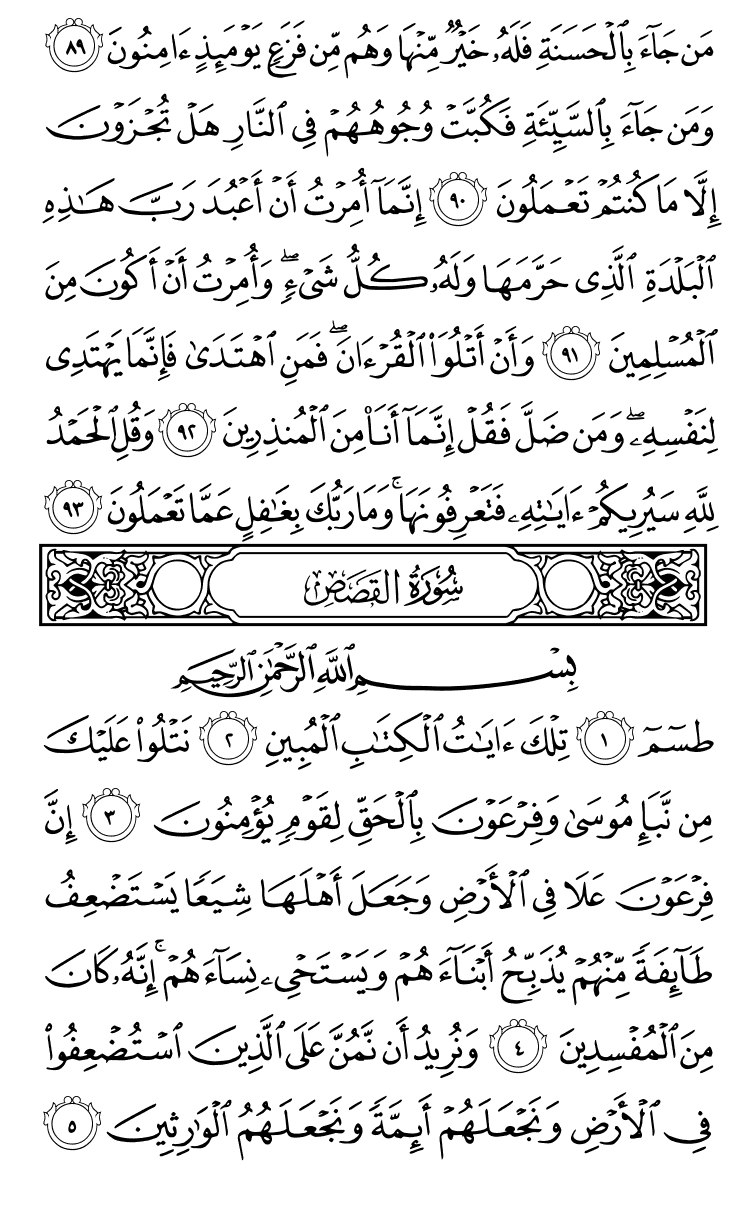 مَن جَآءَ بِٱلْحَسَنَةِ فَلَهُۥ خَيْرٌ مِّنْهَا وَهُم مِّن فَزَعٍ يَوْمَئِذٍ ءَامِنُونَ ٨٩
وَمَن جَآءَ بِٱلسَّيِّئَةِ فَكُبَّتْ وُجُوهُهُمْ فِى ٱلنَّارِ هَلْ تُجْزَوْنَ
إِلَّا مَا كُنتُمْ تَعْمَلُونَ ٩٠ إِنَّمَآ أُمِرْتُ أَنْ أَعْبُدَ رَبَّ هَـٰذِهِ
ٱلْبَلْدَةِ ٱلَّذِى حَرَّمَهَا وَلَهُۥ كُلُّ شَىْءٍ ۖ وَأُمِرْتُ أَنْ أَكُونَ مِنَ
ٱلْمُسْلِمِينَ ٩١ وَأَنْ أَتْلُوَا۟ ٱلْقُرْءَانَ ۖ فَمَنِ ٱهْتَدَىٰ فَإِنَّمَا يَهْتَدِى
لِنَفْسِهِۦ ۖ وَمَن ضَلَّ فَقُلْ إِنَّمَآ أَنَا۠ مِنَ ٱلْمُنذِرِينَ ٩٢ وَقُلِ ٱلْحَمْدُ
لِلَّهِ سَيُرِيكُمْ ءَايَـٰتِهِۦ فَتَعْرِفُونَهَا ۚ وَمَا رَبُّكَ بِغَـٰفِلٍ عَمَّا تَعْمَلُونَ ٩٣
سُورَةُ القَصَصِ
بِسْمِ ٱللَّهِ ٱلرَّحْمَـٰنِ ٱلرَّحِيمِ
طسٓمٓ ١ تِلْكَ ءَايَـٰتُ ٱلْكِتَـٰبِ ٱلْمُبِينِ ٢ نَتْلُوا۟ عَلَيْكَ
مِن نَّبَإِ مُوسَىٰ وَفِرْعَوْنَ بِٱلْحَقِّ لِقَوْمٍ يُؤْمِنُونَ ٣ إِنَّ
فِرْعَوْنَ عَلَا فِى ٱلْأَرْضِ وَجَعَلَ أَهْلَهَا شِيَعًا يَسْتَضْعِفُ
طَآئِفَةً مِّنْهُمْ يُذَبِّحُ أَبْنَآءَهُمْ وَيَسْتَحْىِۦ نِسَآءَهُمْ ۚ إِنَّهُۥ كَانَ
مِنَ ٱلْمُفْسِدِينَ ٤ وَنُرِيدُ أَن نَّمُنَّ عَلَى ٱلَّذِينَ ٱسْتُضْعِفُوا۟
فِى ٱلْأَرْضِ وَنَجْعَلَهُمْ أَئِمَّةً وَنَجْعَلَهُمُ ٱلْوَٰرِثِينَ ٥